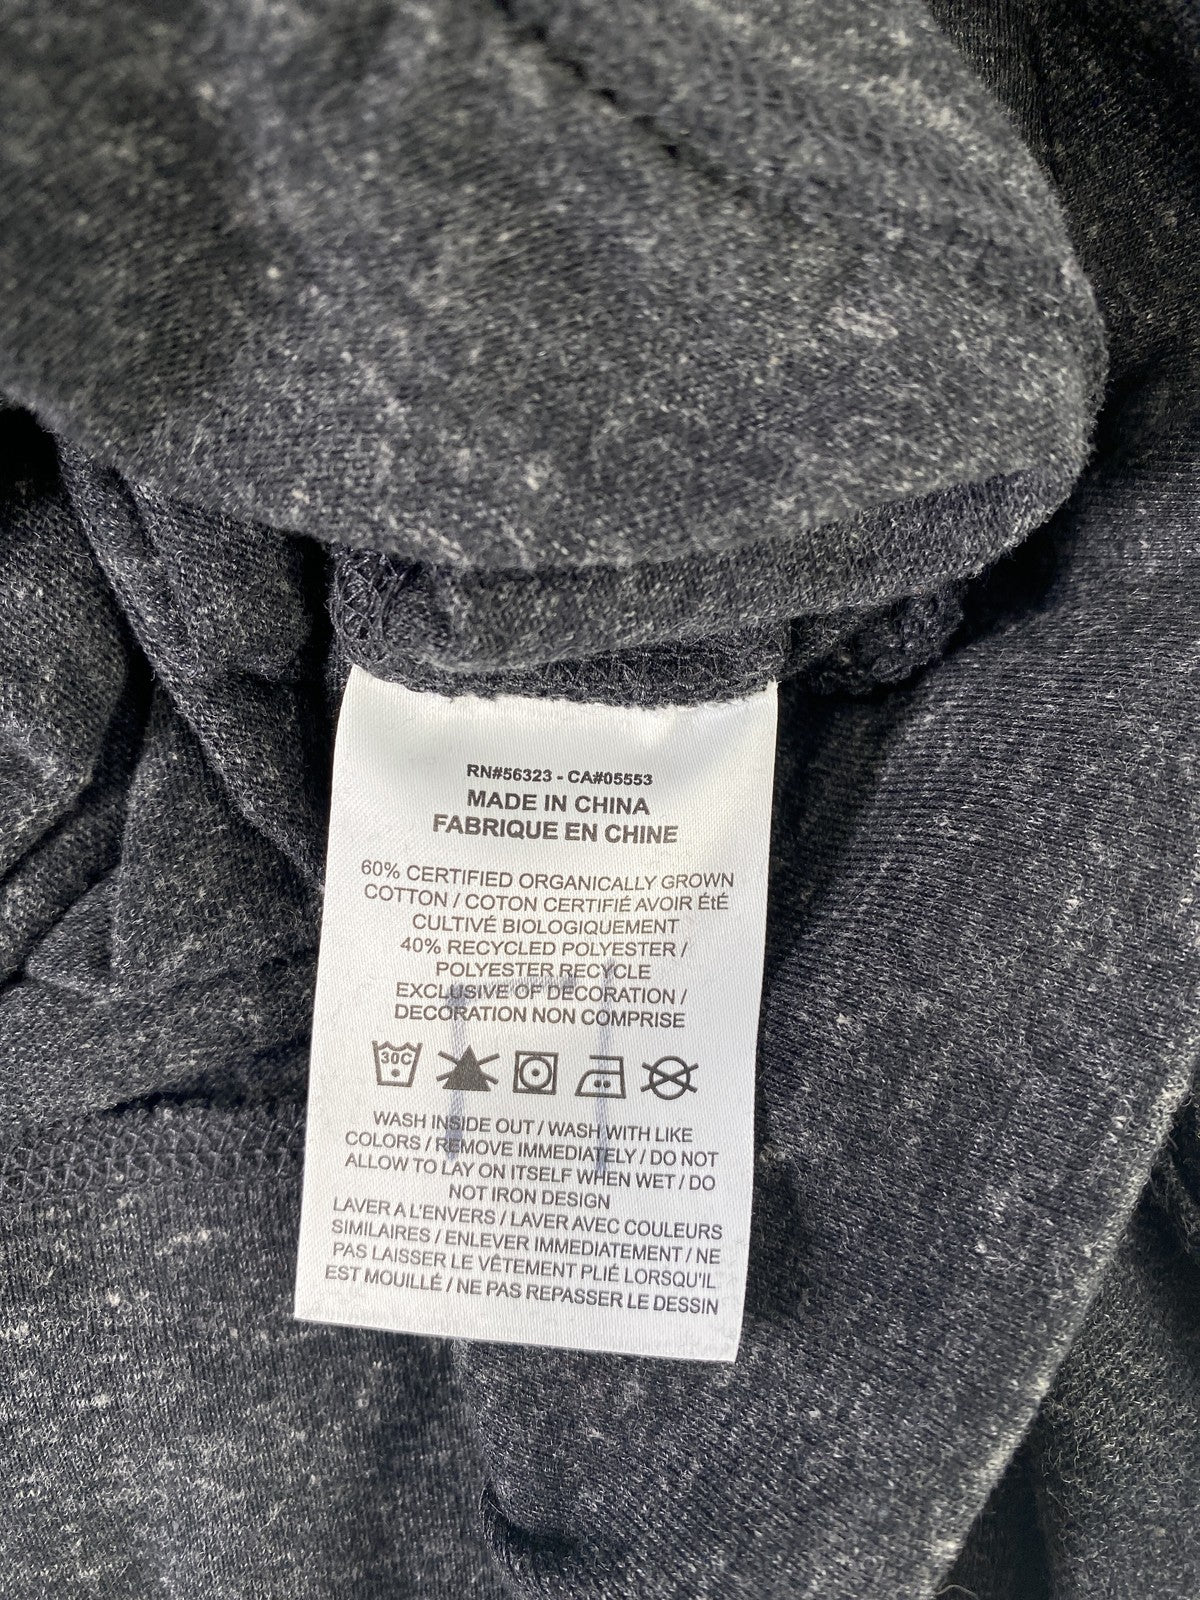 RN#56323 - CA#05553
MADE IN CHINA
FABRIQUE EN CHINE
60% CERTIFIED ORGANICALLY GROWN
COTTON / COTON CERTIFIÉ AVOIR ÉtÉ
CULTIVÉ BIOLOGIQUEMENT
40% RECYCLED POLYESTER /
POLYESTER RECYCLE
EXCLUSIVE OF DECORATION /
DECORATION NON COMPRISE
30C
WASH INSIDE OUT / WASH WITH LIKE
COLORS / REMOVE IMMEDIATELY / DO NOT
ALLOW TO LAY ON ITSELF WHEN WET / DO
NOT IRON DESIGN
LAVER A L'ENVERS / LAVER AVEC COULEURS
SIMILAIRES / ENLEVER IMMEDIATEMENT / NE
PAS LAISSER LE VÊTEMENT PLIÉ LORSQU'IL
EST MOUILLÉ / NE PAS REPASSER LE DESSIN